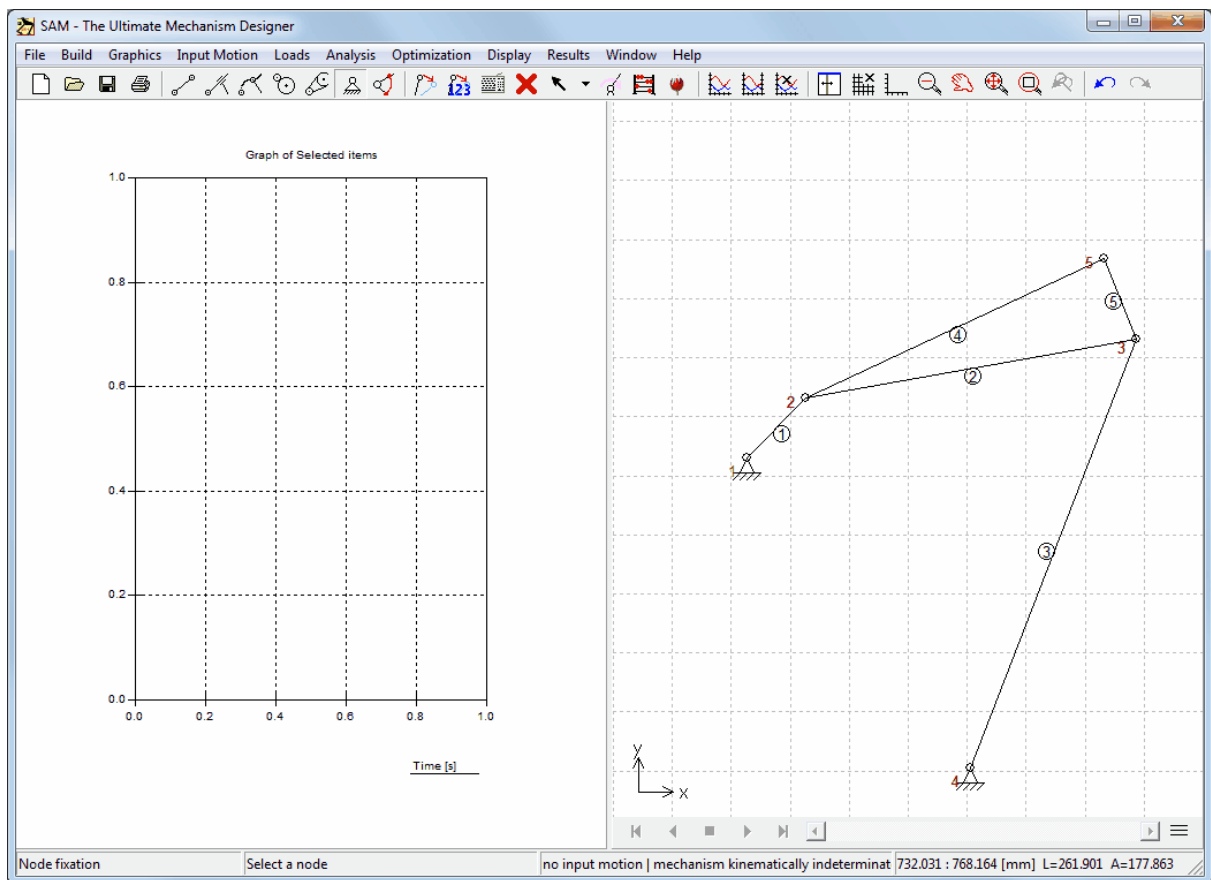 SAM - The Ultimate Mechanism Designer
File Build Graphics Input Motion Loads Analysis Optimization Display Results Window Help
123
Graph of Selected items
1.0
0.8
0.6
0.4
0.2
0.0
0.0 0.2 0.4 0.6 0.8 1.0
Time [s]
5
5
4
3
2
2
1
1
3
4
y
x
Node fixation
Select a node
no input motion | mechanism kinematically indeterminat
732.031 : 768.164 [mm] L=261.901 A=177.863